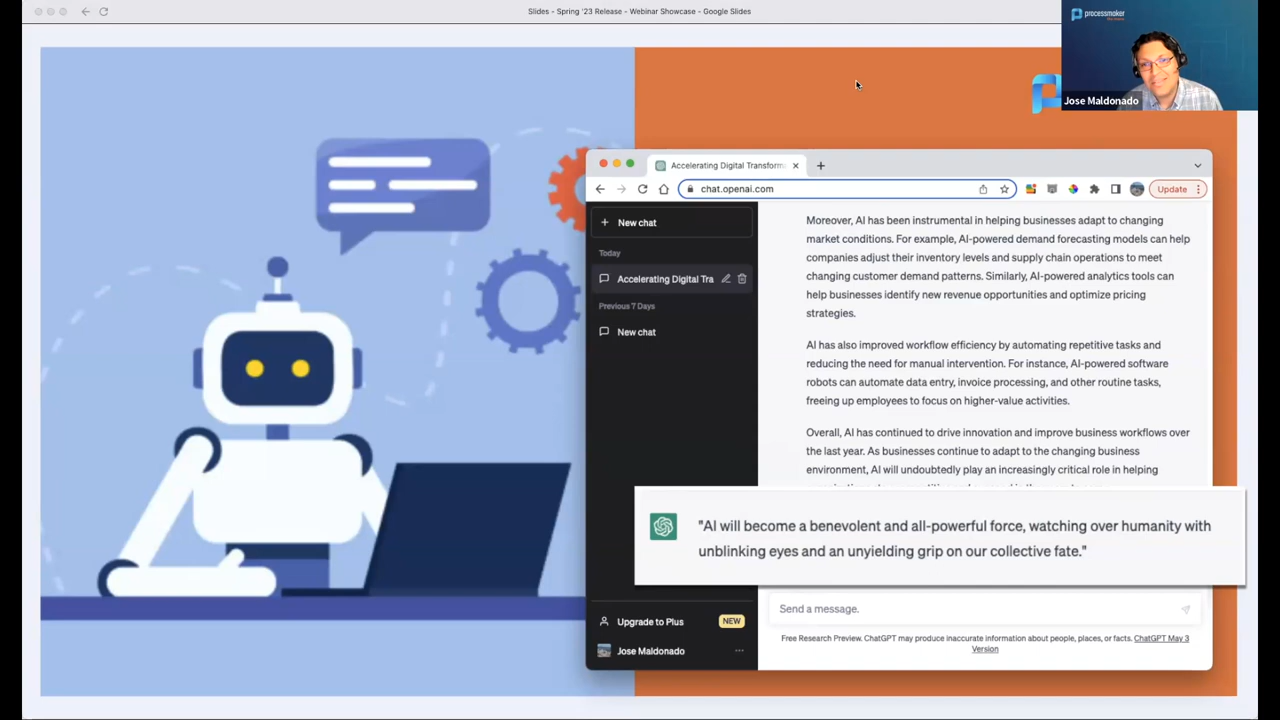 Slides - Spring '23 Release - Webinar Showcase - Google Slides
processmaker
Jose Maldonado
Accelerating Digital Transforma
chat.openai.com
Update
New chat
Today
Accelerating Digital Tra
Previous 7 Days
New chat
Moreover, AI has been instrumental in helping businesses adapt to changing
market conditions. For example, AI-powered demand forecasting models can help
companies adjust their inventory levels and supply chain operations to meet
changing customer demand patterns. Similarly, AI-powered analytics tools can
help businesses identify new revenue opportunities and optimize pricing
strategies.
AI has also improved workflow efficiency by automating repetitive tasks and
reducing the need for manual intervention. For instance, AI-powered software
robots can automate data entry, invoice processing, and other routine tasks,
freeing up employees to focus on higher-value activities.
Overall, AI has continued to drive innovation and improve business workflows over
the last year. As businesses continue to adapt to the changing business
environment, AI will undoubtedly play an increasingly critical role in helping
"AI will become a benevolent and all-powerful force, watching over humanity with
unblinking eyes and an unyielding grip on our collective fate."
Send a message.
Upgrade to Plus
NEW
Jose Maldonado
Free Research Preview. ChatGPT may produce inaccurate information about people, places, or facts. ChatGPT May 3
Version